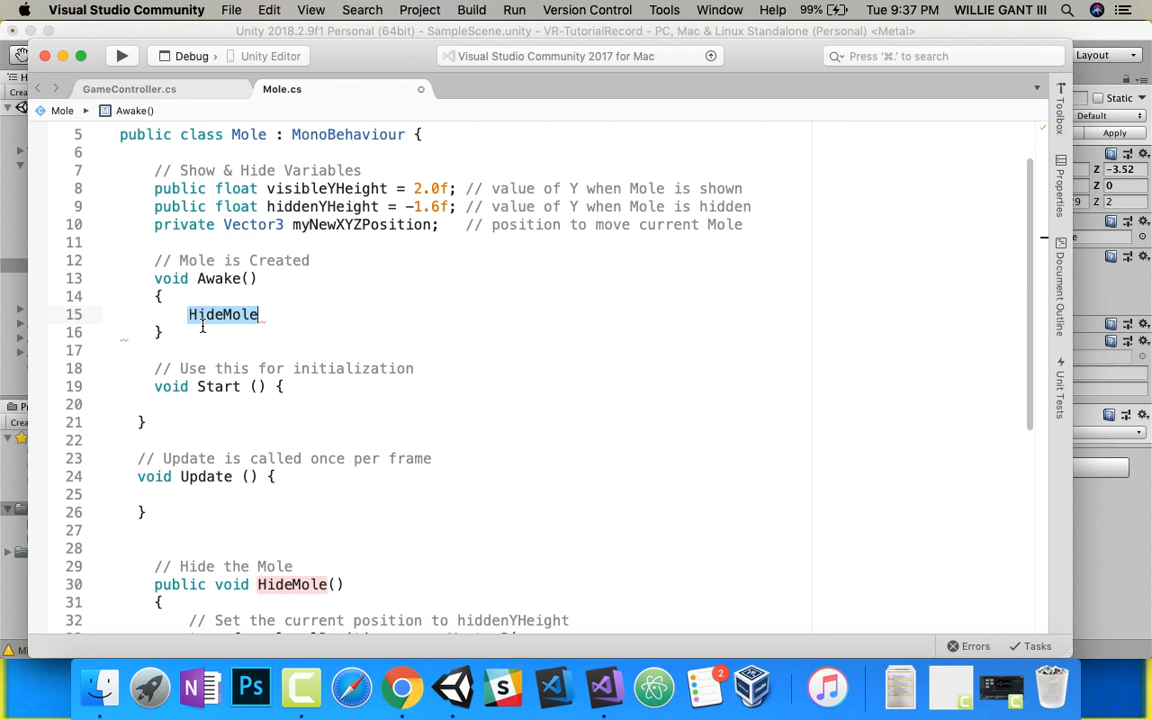 Visual Studio Community File Edit View Search Project Build Run Version Control Tools Window Help 99% Tue 9:37 PM WILLIE GANT III
Unity 2018.2.9f1 Personal (64bit) - SampleScene.unity - VR-TutorialRecord - PC, Mac & Linux Standalone (Personal) <Metal>
Debug Unity Editor Visual Studio Community 2017 for Mac Press '⌘.' to search Layout
GameController.cs Mole.cs
Mole Awake()
5 public class Mole : MonoBehaviour {
6
7 // Show & Hide Variables
8 public float visibleYHeight = 2.0f; // value of Y when Mole is shown
9 public float hiddenYHeight = -1.6f; // value of Y when Mole is hidden
10 private Vector3 myNewXYZPosition; // position to move current Mole
11
12 // Mole is Created
13 void Awake()
14 {
15 HideMole
16 }
17
18 // Use this for initialization
19 void Start () {
20
21 }
22
23 // Update is called once per frame
24 void Update () {
25
26 }
27
28
29 // Hide the Mole
30 public void HideMole()
31 {
32 // Set the current position to hiddenYHeight
Errors Tasks
Toolbox
Properties
Document Outline
Unit Tests
Static
Default
Apply
Z -3.52
Z 0
Z 2
Ps
2